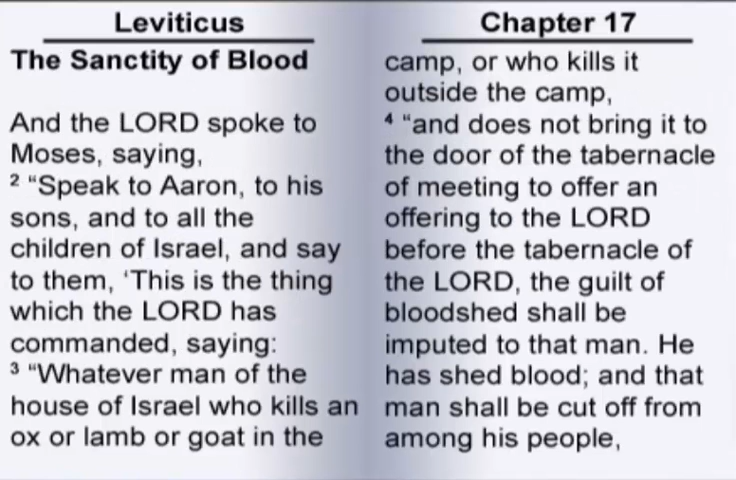 Leviticus
The Sanctity of Blood
And the LORD spoke to
Moses, saying,
² “Speak to Aaron, to his
sons, and to all the
children of Israel, and say
to them, ‘This is the thing
which the LORD has
commanded, saying:
³ “Whatever man of the
house of Israel who kills an
ox or lamb or goat in the
Chapter 17
camp, or who kills it
outside the camp,
⁴ “and does not bring it to
the door of the tabernacle
of meeting to offer an
offering to the LORD
before the tabernacle of
the LORD, the guilt of
bloodshed shall be
imputed to that man. He
has shed blood; and that
man shall be cut off from
among his people,